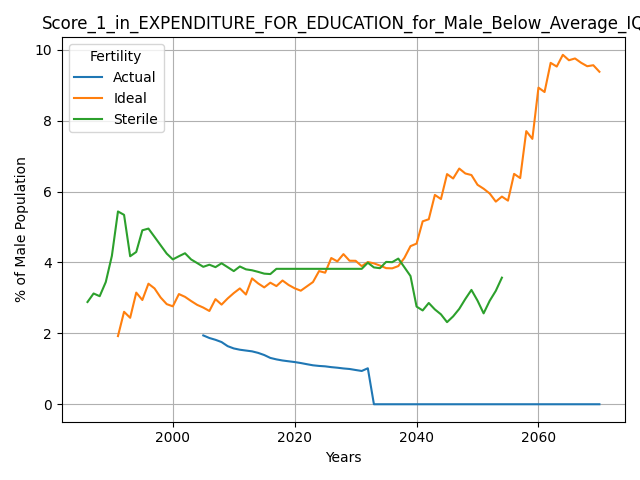 Score_1_in_EXPENDITURE_FOR_EDUCATION_for_Male_Below_Average_IQ
Fertility
Actual
Ideal
Sterile
% of Male Population
10
8
6
4
2
0
2000 2020 2040 2060
Years